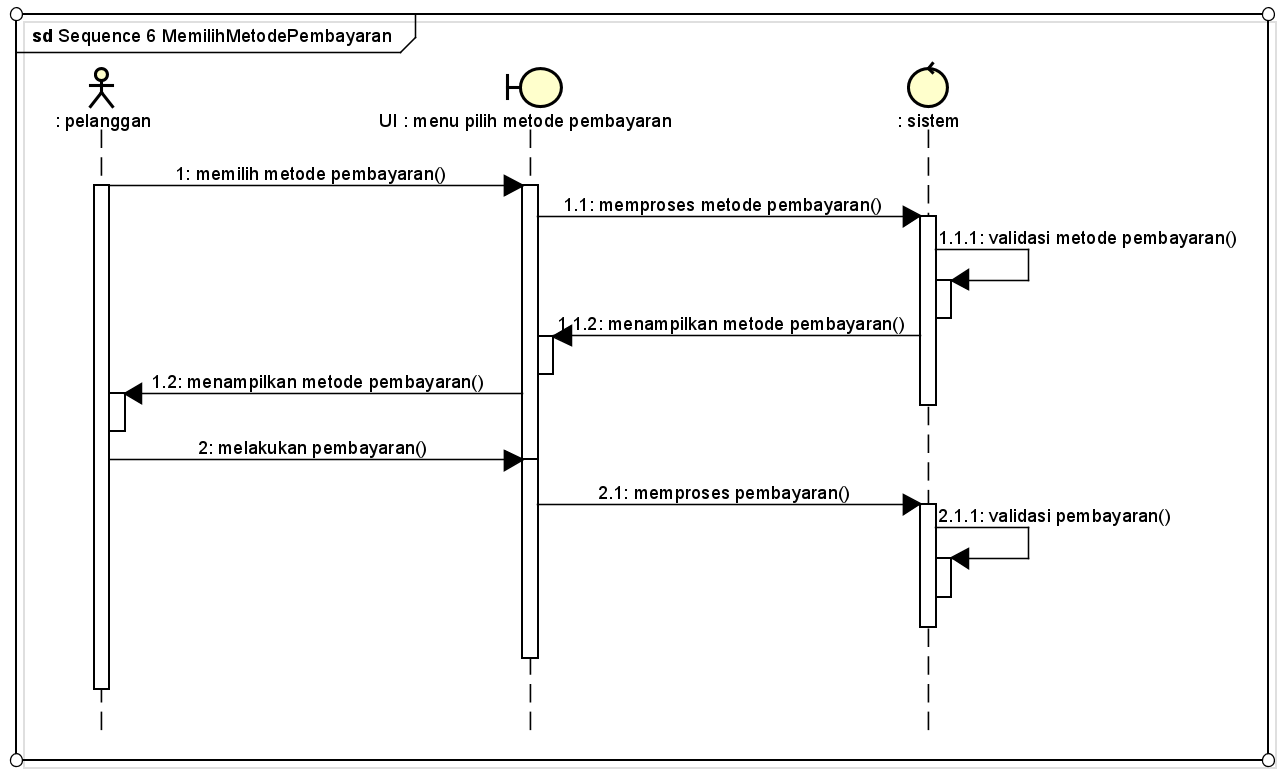 sd Sequence 6 MemilihMetodePembayaran
: pelanggan
UI : menu pilih metode pembayaran
: sistem
1: memilih metode pembayaran()
1.1: memproses metode pembayaran()
1.1.1: validasi metode pembayaran()
1.1.2: menampilkan metode pembayaran()
1.2: menampilkan metode pembayaran()
2: melakukan pembayaran()
2.1: memproses pembayaran()
2.1.1: validasi pembayaran()